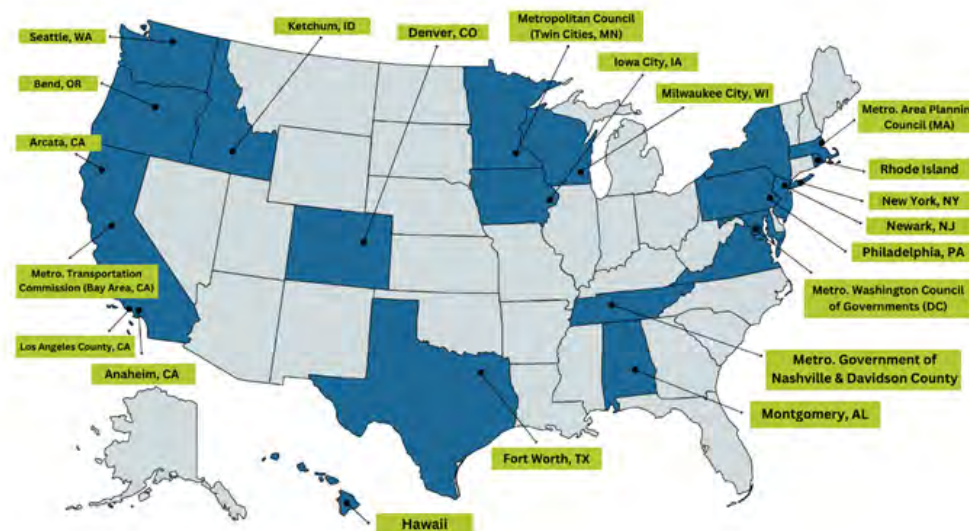 Seattle, WA
Ketchum, ID
Denver, CO
Metropolitan Council
(Twin Cities, MN)
Iowa City, IA
Milwaukee City, WI
Bend, OR
Arcata, CA
Metro. Area Planning
Council (MA)
Rhode Island
New York, NY
Newark, NJ
Philadelphia, PA
Metro. Washington Council
of Governments (DC)
Metro. Transportation
Commission (Bay Area, CA)
Los Angeles County, CA
Anaheim, CA
Metro. Government of
Nashville & Davidson County
Montgomery, AL
Fort Worth, TX
Hawaii